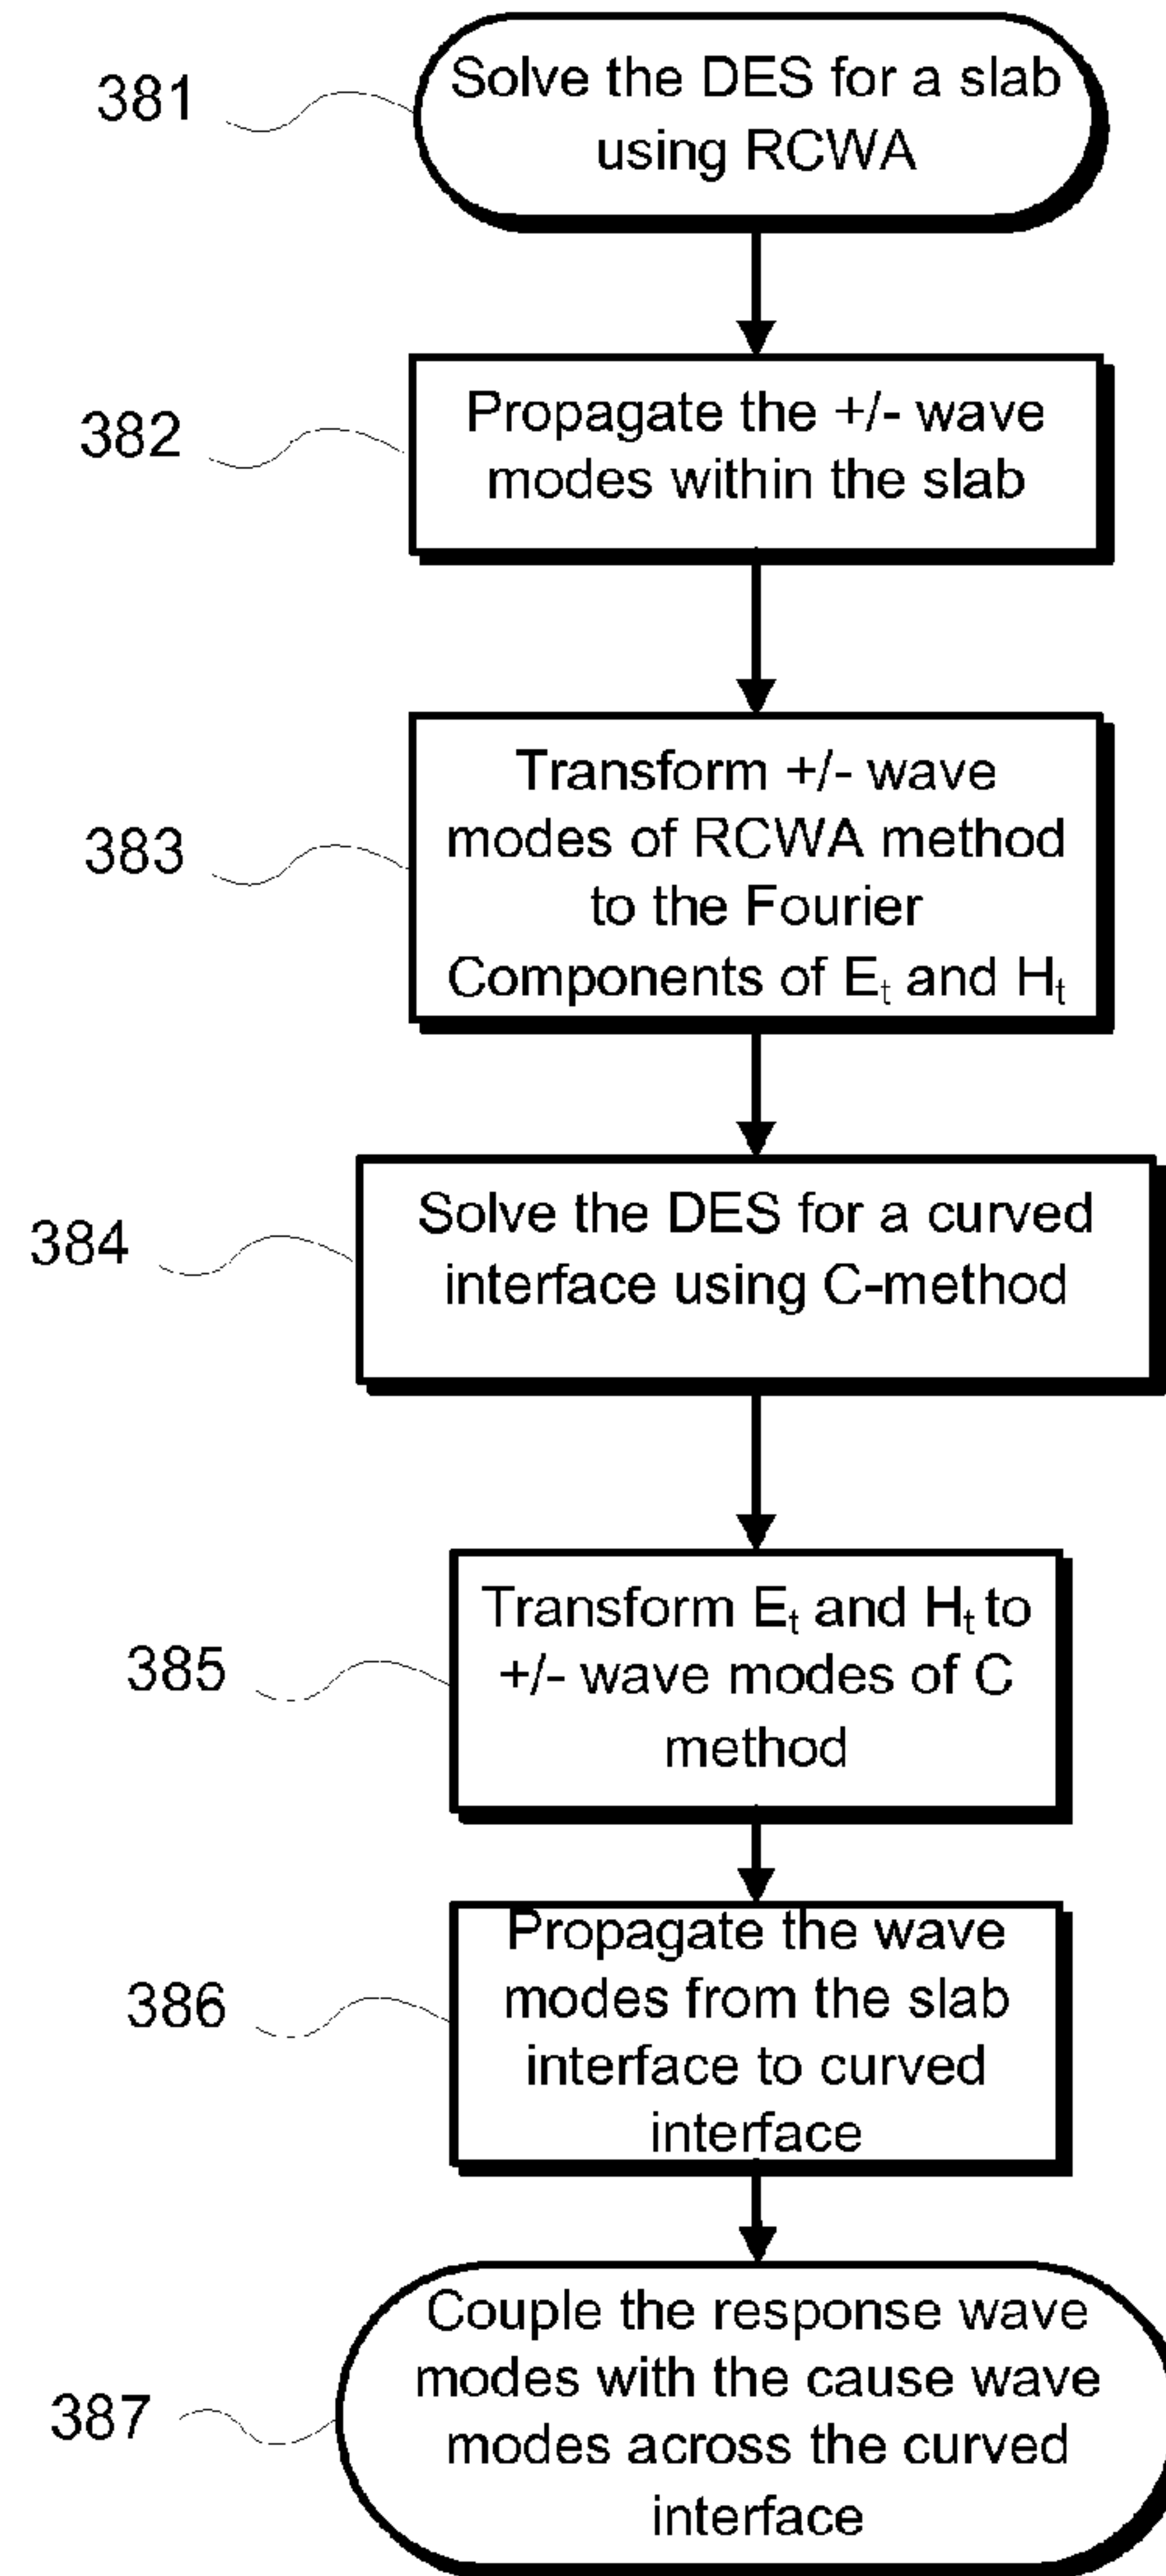 381
Solve the DES for a slab
using RCWA
382
Propagate the +/- wave
modes within the slab
383
Transform +/- wave
modes of RCWA method
to the Fourier
Components of Eₜ and Hₜ
384
Solve the DES for a curved
interface using C-method
385
Transform Eₜ and Hₜ to
+/- wave modes of C
method
386
Propagate the wave
modes from the slab
interface to curved
interface
387
Couple the response wave
modes with the cause wave
modes across the curved
interface